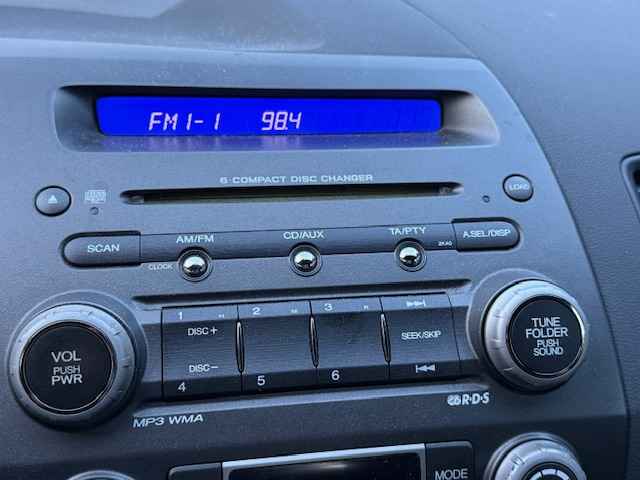 FM1-1 98.4
6·COMPACT DISC CHANGER
LOAD
SCAN
AM/FM
CD/AUX
TA/PTY
A.SEL/DISP
CLOCK
VOL
PUSH
PWR
1
2
3
DISC+
DISC−
SEEK/SKIP
4
5
6
TUNE
FOLDER
PUSH
SOUND
MP3 WMA
R·D·S
MODE